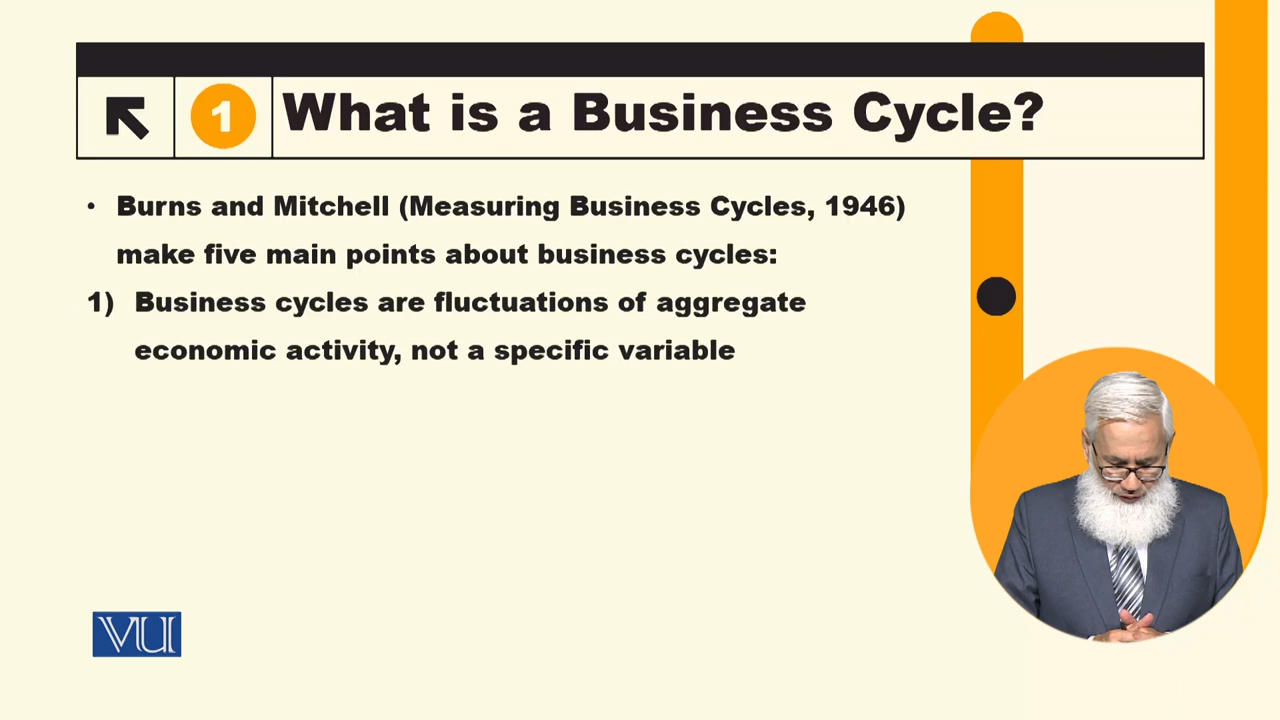 1 What is a Business Cycle?
• Burns and Mitchell (Measuring Business Cycles, 1946)
make five main points about business cycles:
1) Business cycles are fluctuations of aggregate
economic activity, not a specific variable
VU